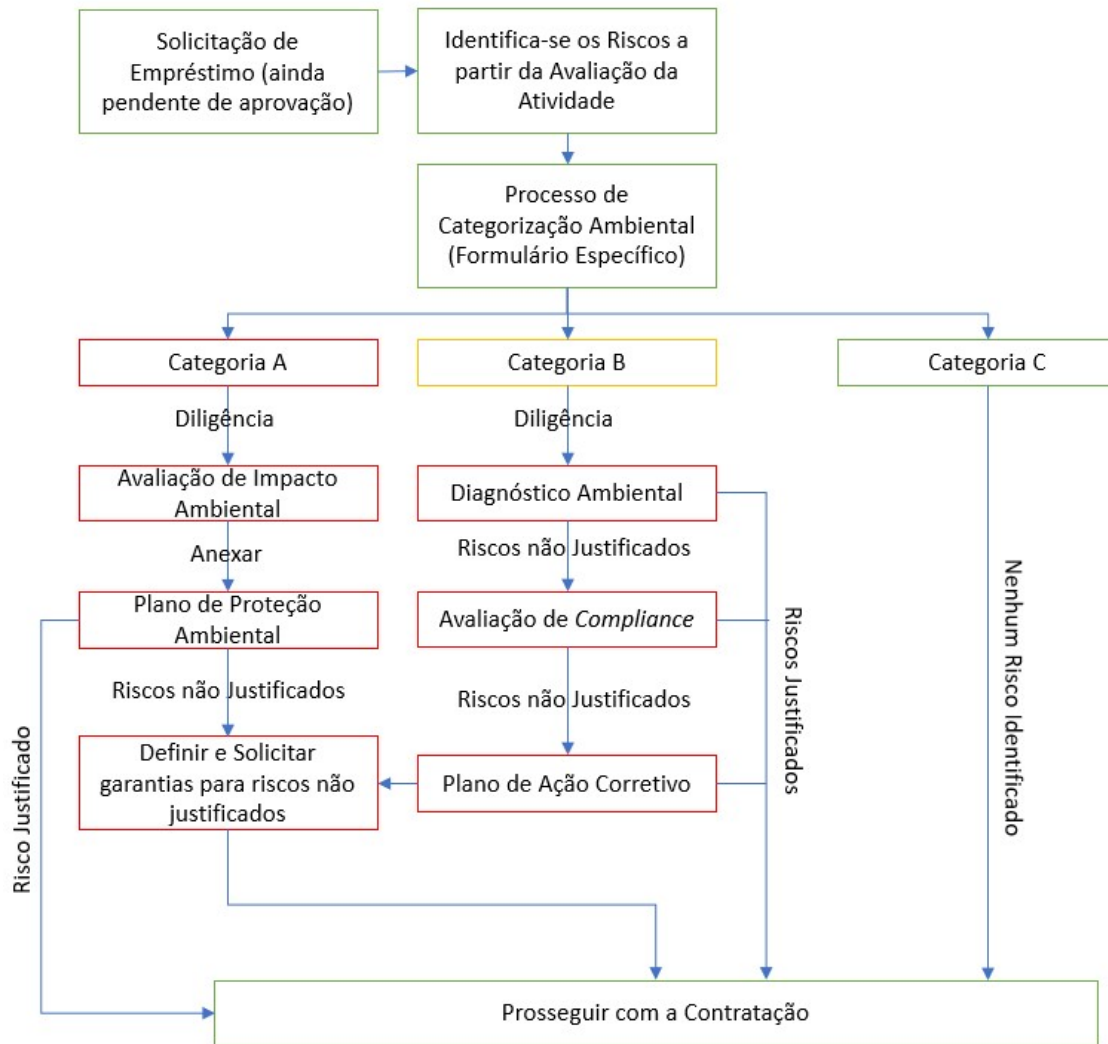 Solicitação de
Empréstimo (ainda
pendente de aprovação)
Identifica-se os Riscos a
partir da Avaliação da
Atividade
Processo de
Categorização Ambiental
(Formulário Específico)
Categoria A
Categoria B
Categoria C
Diligência
Diligência
Avaliação de Impacto
Ambiental
Diagnóstico Ambiental
Anexar
Riscos não Justificados
Plano de Proteção
Ambiental
Avaliação de Compliance
Riscos não Justificados
Riscos não Justificados
Definir e Solicitar
garantias para riscos não
justificados
Plano de Ação Corretivo
Risco Justificado
Riscos Justificados
Nenhum Risco Identificado
Prosseguir com a Contratação